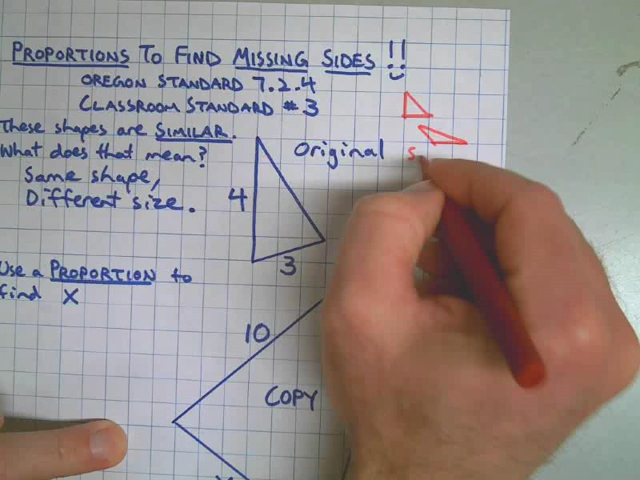 PROPORTIONS TO FIND MISSING SIDES !!
OREGON STANDARD 7.2.4
CLASSROOM STANDARD #3
These shapes are SIMILAR.
What does that mean?
Same shape,
Different size.
Original
4
3
Use a PROPORTION to
find X
10
COPY